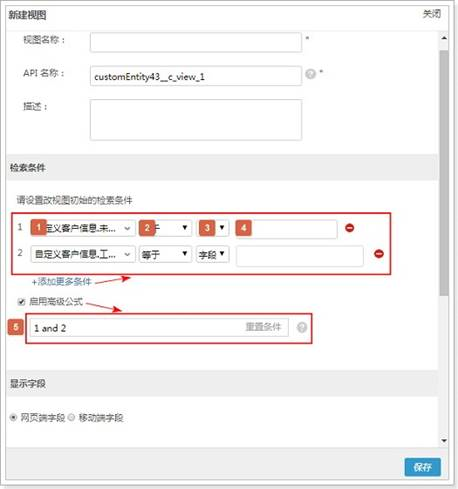 新建视图 关闭
视图名称： *
API 名称： customEntity43__c_view_1 ? *
描述：
检索条件
请设置改视图初始的检索条件
1 1 定义客户信息.未... 2 于 3 4
2 自定义客户信息.工... 等于 字段
+添加更多条件
启用高级公式
5 1 and 2 重置条件 ?
显示字段
网页端字段 移动端字段
保存